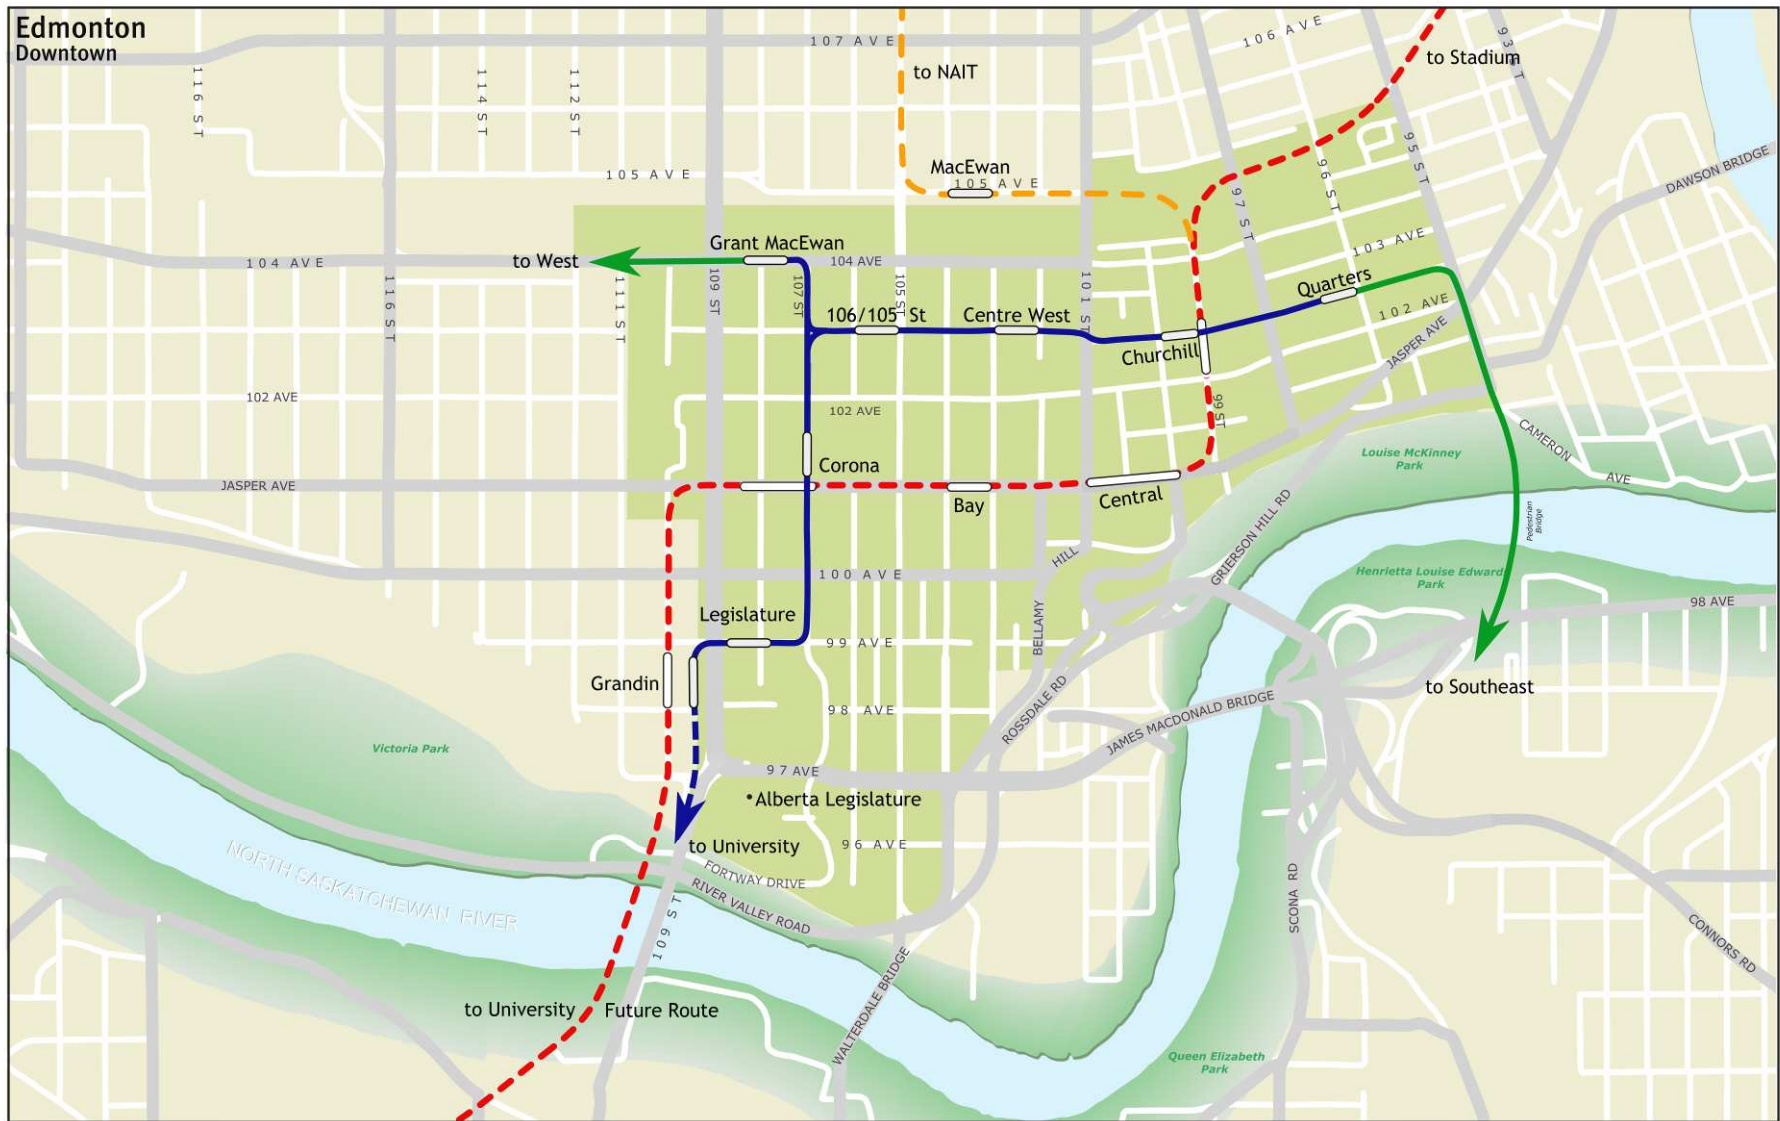 Edmonton
Downtown
107 AVE
106 AVE
93 ST
to Stadium
to NAIT
116 ST
114 ST
112 ST
95 ST
96 ST
97 ST
DAWSON BRIDGE
MacEwan
105 AVE
105 AVE
Grant MacEwan
to West
104 AVE
104 AVE
103 AVE
116 ST
111 ST
109 ST
107 ST
105 ST
101 ST
Quarters
102 AVE
106/105 St
Centre West
Churchill
JASPER AVE
102 AVE
102 AVE
99 ST
CAMERON
AVE
Louise McKinney
Park
Corona
JASPER AVE
Bay
Central
Pedestrian
Bridge
GRIERSON HILL RD
HILL
BELLAMY
100 AVE
Henrietta Louise Edwards
Park
98 AVE
Legislature
99 AVE
Grandin
to Southeast
98 AVE
ROSSDALE RD
JAMES MACDONALD BRIDGE
Victoria Park
97 AVE
Alberta Legislature
to University
96 AVE
FORTWAY DRIVE
RIVER VALLEY ROAD
NORTH SASKATCHEWAN RIVER
109 ST
SCONA RD
CONNORS RD
WALTERDALE BRIDGE
to University
Future Route
Queen Elizabeth
Park